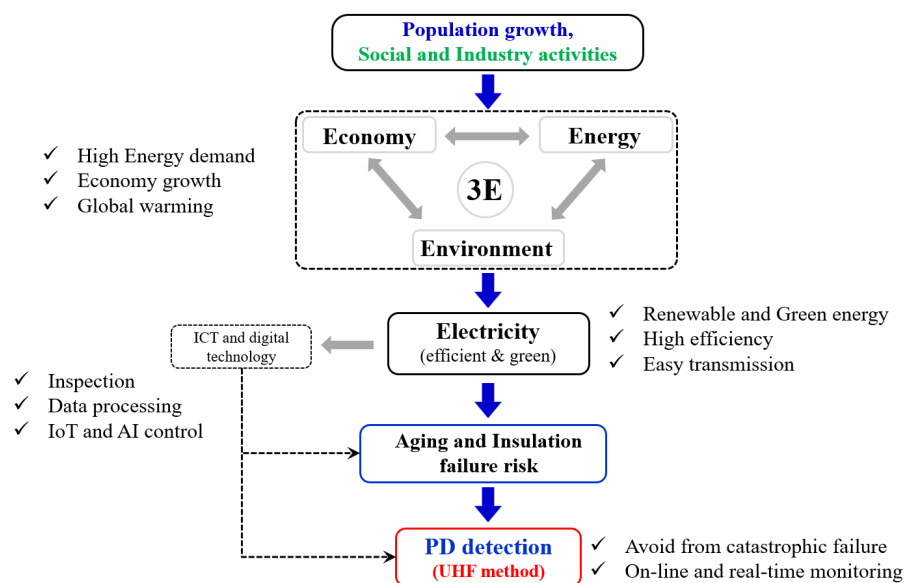 Population growth,
Social and Industry activities
Economy
Energy
✓ High Energy demand
✓ Economy growth
✓ Global warming
3E
Environment
Electricity
(efficient & green)
✓ Renewable and Green energy
✓ High efficiency
✓ Easy transmission
ICT and digital
technology
✓ Inspection
✓ Data processing
✓ IoT and AI control
Aging and Insulation
failure risk
PD detection
(UHF method)
✓ Avoid from catastrophic failure
✓ On-line and real-time monitoring